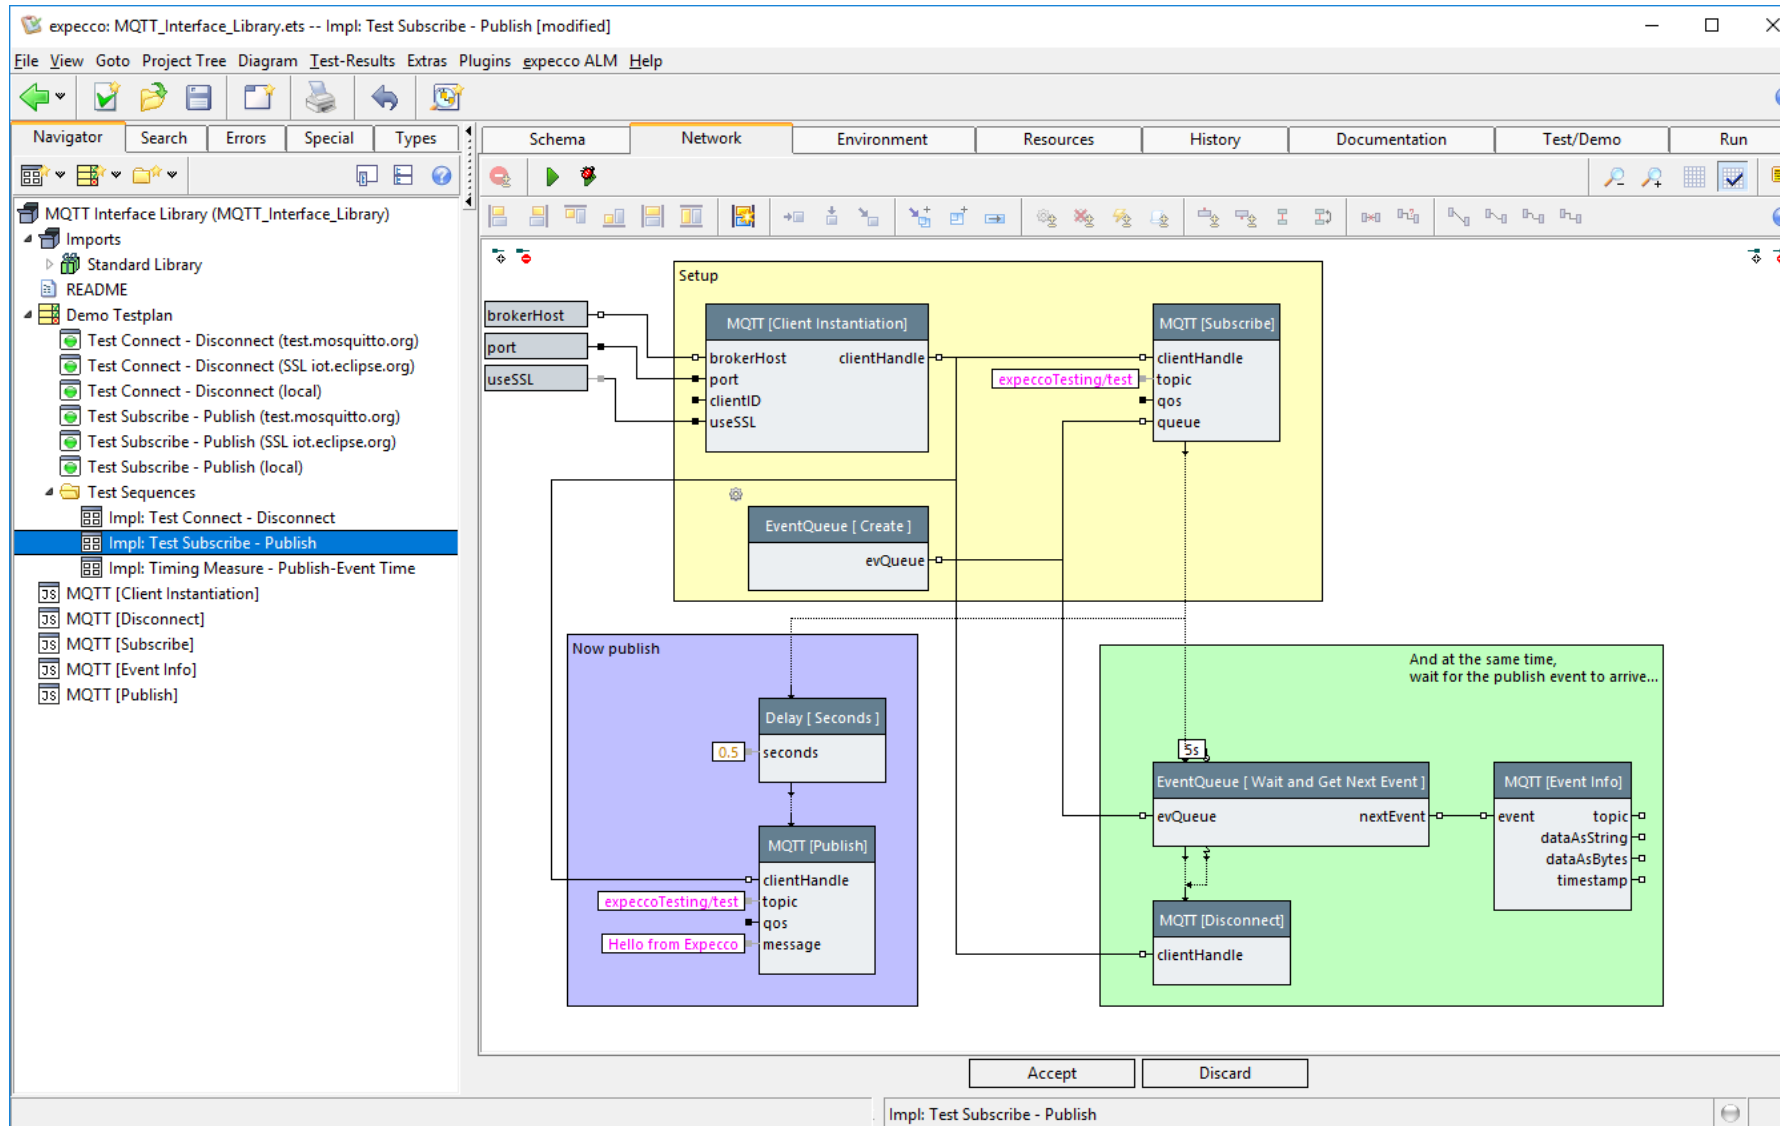 expecco: MQTT_Interface_Library.ets -- Impl: Test Subscribe - Publish [modified]
File View Goto Project Tree Diagram Test-Results Extras Plugins expecco ALM Help
Navigator Search Errors Special Types
Schema Network Environment Resources History Documentation Test/Demo Run
MQTT Interface Library (MQTT_Interface_Library)
Imports
Standard Library
README
Demo Testplan
Test Connect - Disconnect (test.mosquitto.org)
Test Connect - Disconnect (SSL iot.eclipse.org)
Test Connect - Disconnect (local)
Test Subscribe - Publish (test.mosquitto.org)
Test Subscribe - Publish (SSL iot.eclipse.org)
Test Subscribe - Publish (local)
Test Sequences
Impl: Test Connect - Disconnect
Impl: Test Subscribe - Publish
Impl: Timing Measure - Publish-Event Time
JS MQTT [Client Instantiation]
JS MQTT [Disconnect]
JS MQTT [Subscribe]
JS MQTT [Event Info]
JS MQTT [Publish]
Setup
brokerHost
port
useSSL
MQTT [Client Instantiation]
brokerHost clientHandle
port
clientID
useSSL
MQTT [Subscribe]
clientHandle
expeccoTesting/test topic
qos
queue
EventQueue [ Create ]
evQueue
Now publish
Delay [ Seconds ]
0.5 seconds
MQTT [Publish]
clientHandle
expeccoTesting/test topic
qos
Hello from Expecco message
And at the same time,
wait for the publish event to arrive...
5s
EventQueue [ Wait and Get Next Event ]
evQueue nextEvent
MQTT [Event Info]
event topic
dataAsString
dataAsBytes
timestamp
MQTT [Disconnect]
clientHandle
Accept Discard
Impl: Test Subscribe - Publish